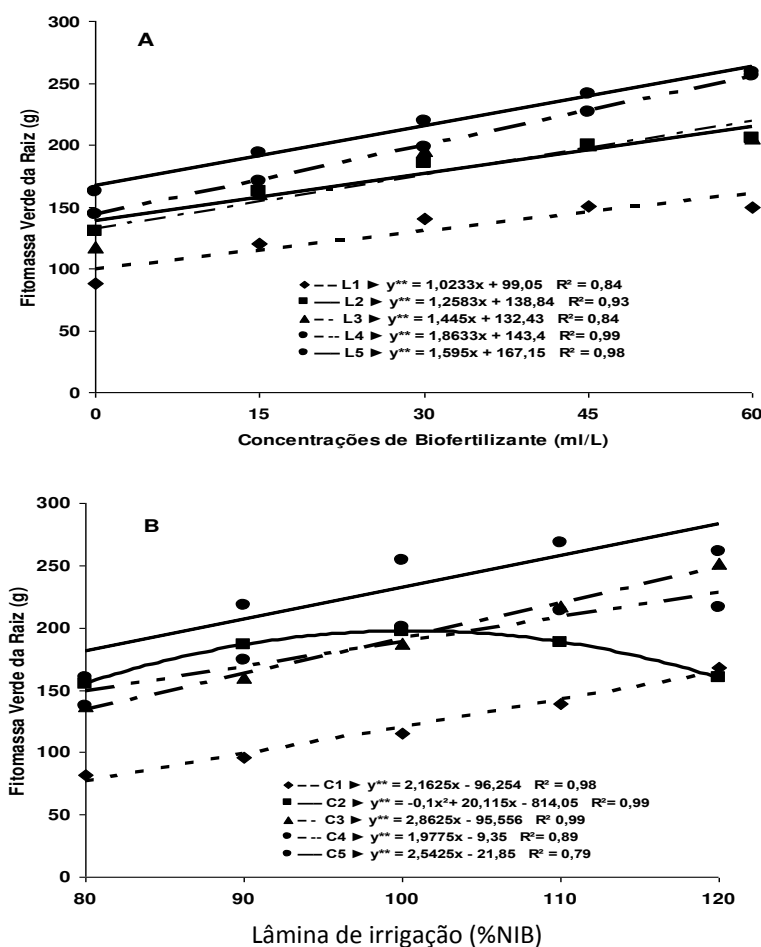 A
300
250
200
150
100
50
0
Fitomassa Verde da Raiz (g)
L1 ► y** = 1,0233x + 99,05 R² = 0,84
L2 ► y** = 1,2583x + 138,84 R² = 0,93
L3 ► y** = 1,445x + 132,43 R² = 0,84
L4 ► y** = 1,8633x + 143,4 R² = 0,99
L5 ► y** = 1,595x + 167,15 R² = 0,98
0 15 30 45 60
Concentrações de Biofertilizante (ml/L)
B
300
250
200
150
100
50
0
Fitomassa Verde da Raiz (g)
C1 ► y** = 2,1625x - 96,254 R² = 0,98
C2 ► y** = -0,1x²+ 20,115x - 814,05 R² = 0,99
C3 ► y** = 2,8625x - 95,556 R² 0,99
C4 ► y** = 1,9775x - 9,35 R² = 0,89
C5 ► y** = 2,5425x - 21,85 R² = 0,79
80 90 100 110 120
Lâmina de irrigação (%NIB)